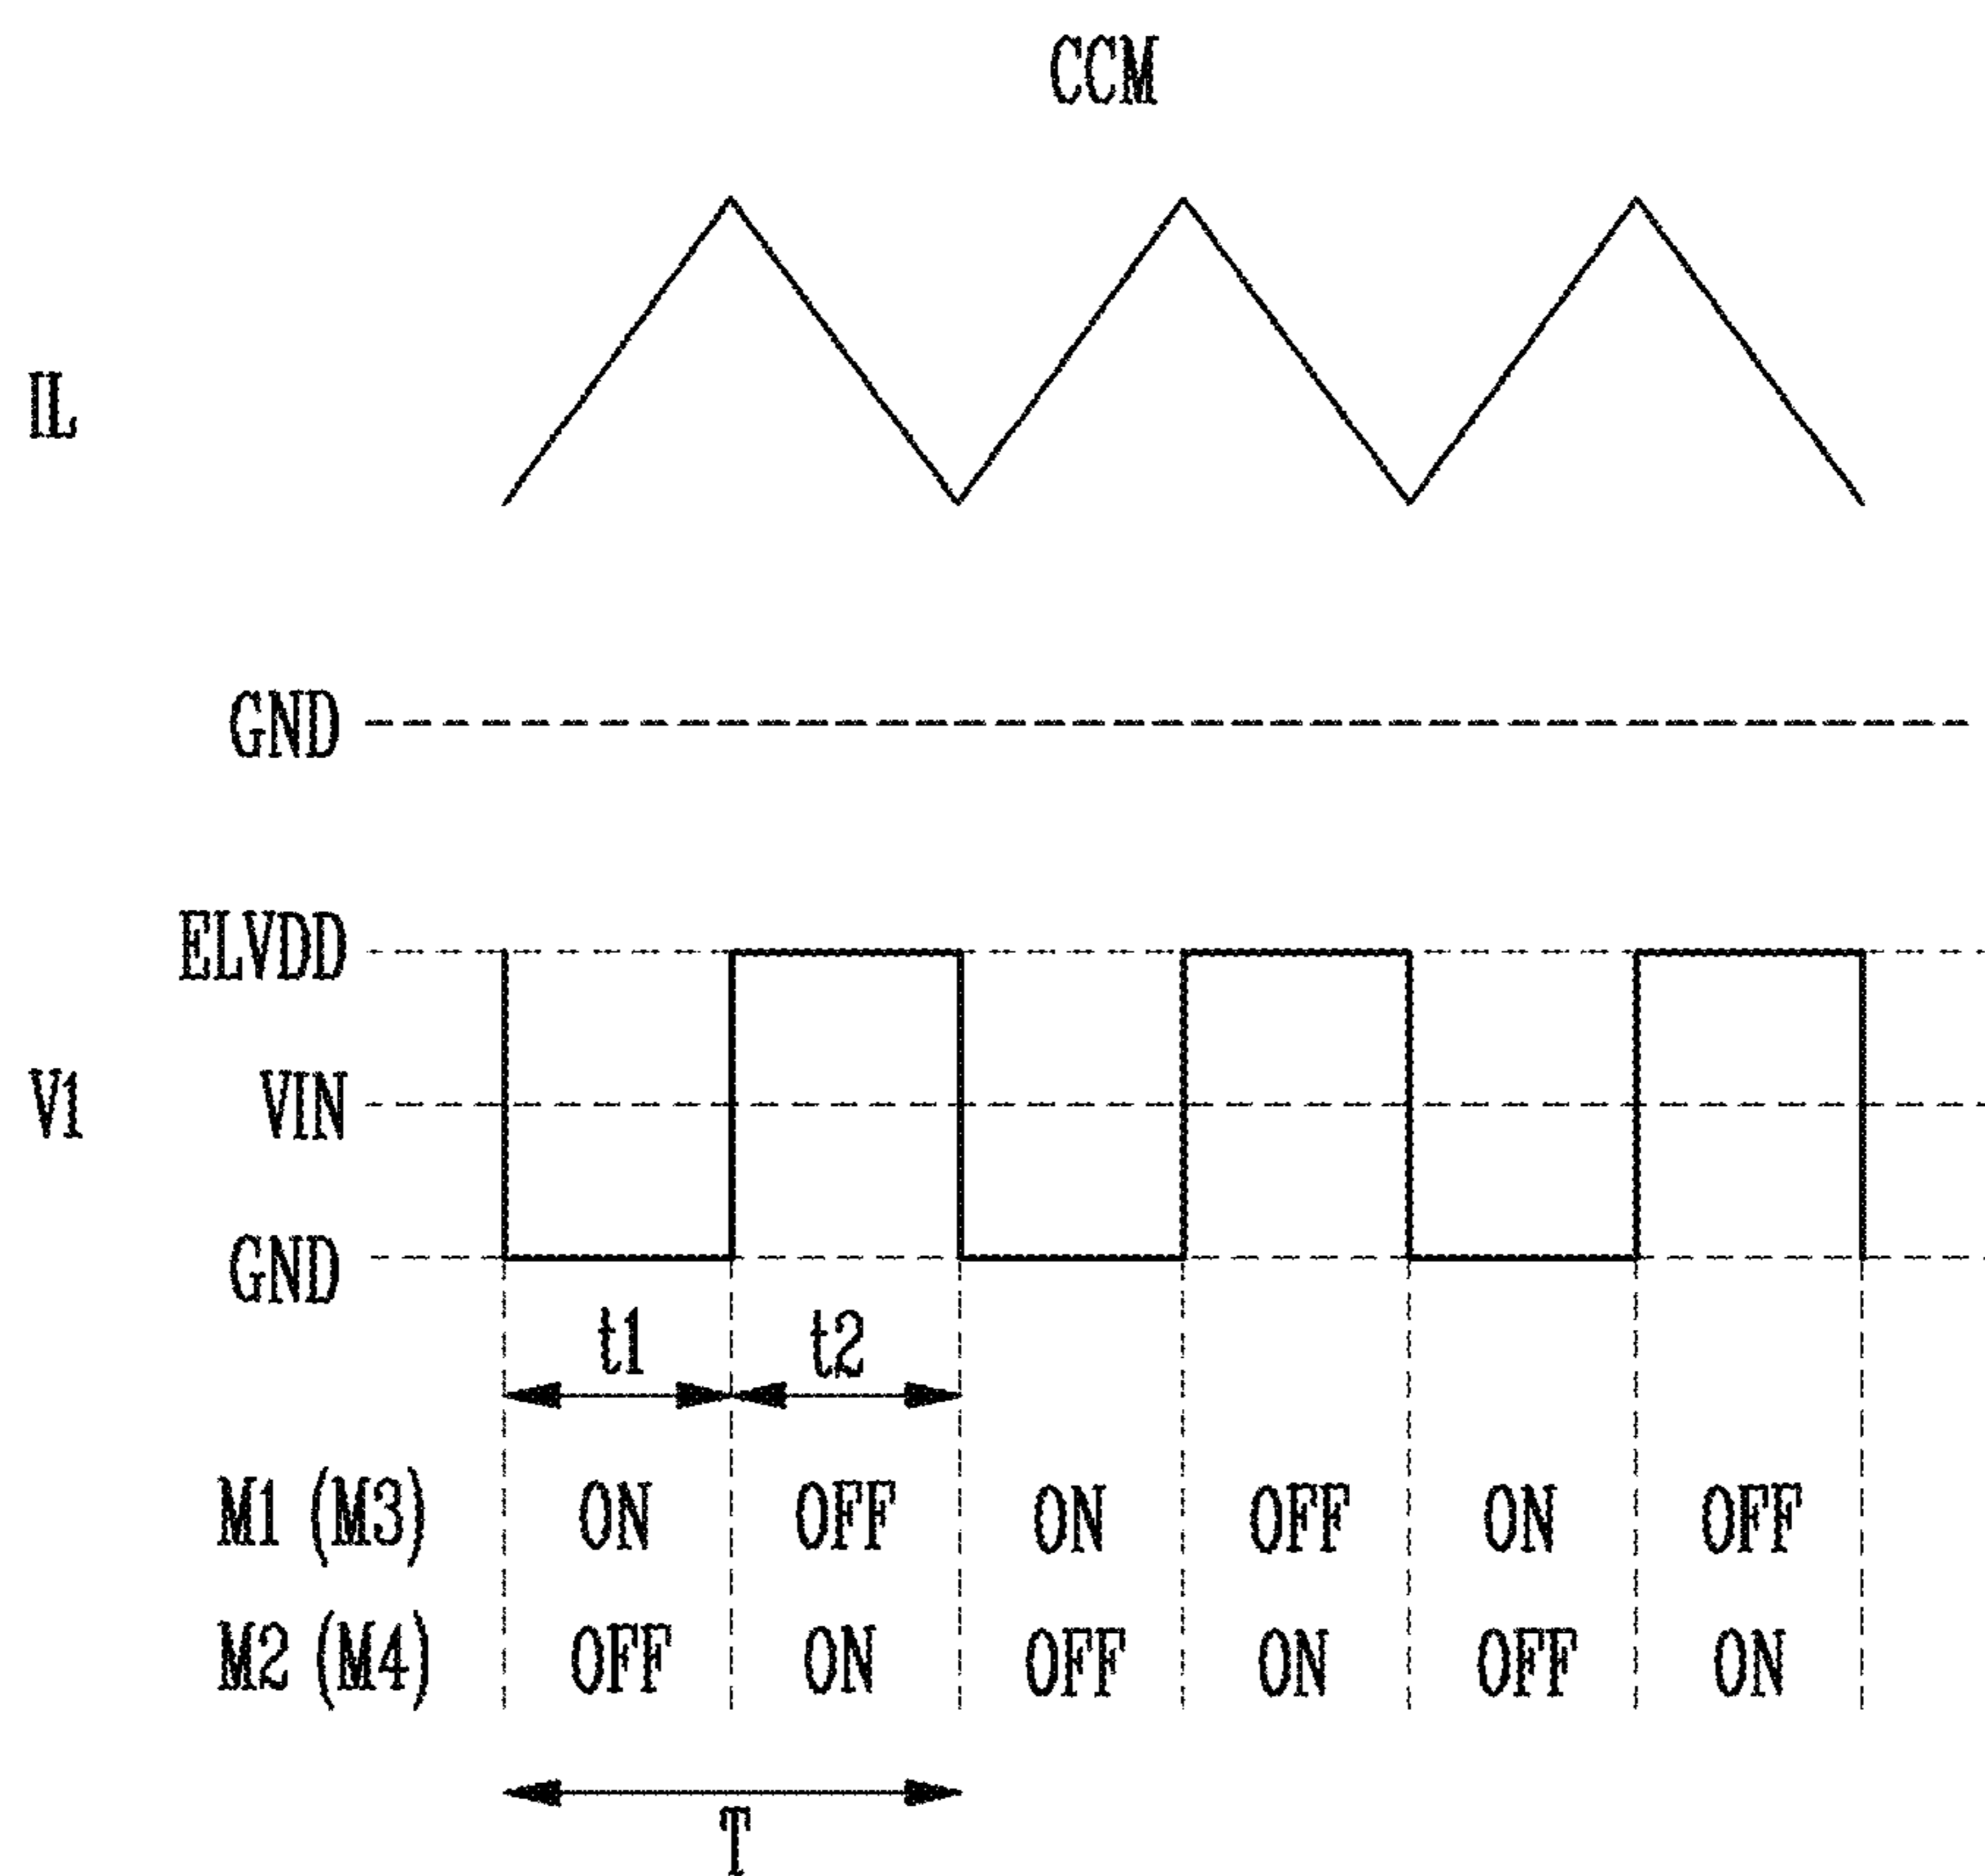 CCM
IL
GND
ELVDD
V1 VIN
GND
t1 t2
M1 (M3) ON OFF ON OFF ON OFF
M2 (M4) OFF ON OFF ON OFF ON
T